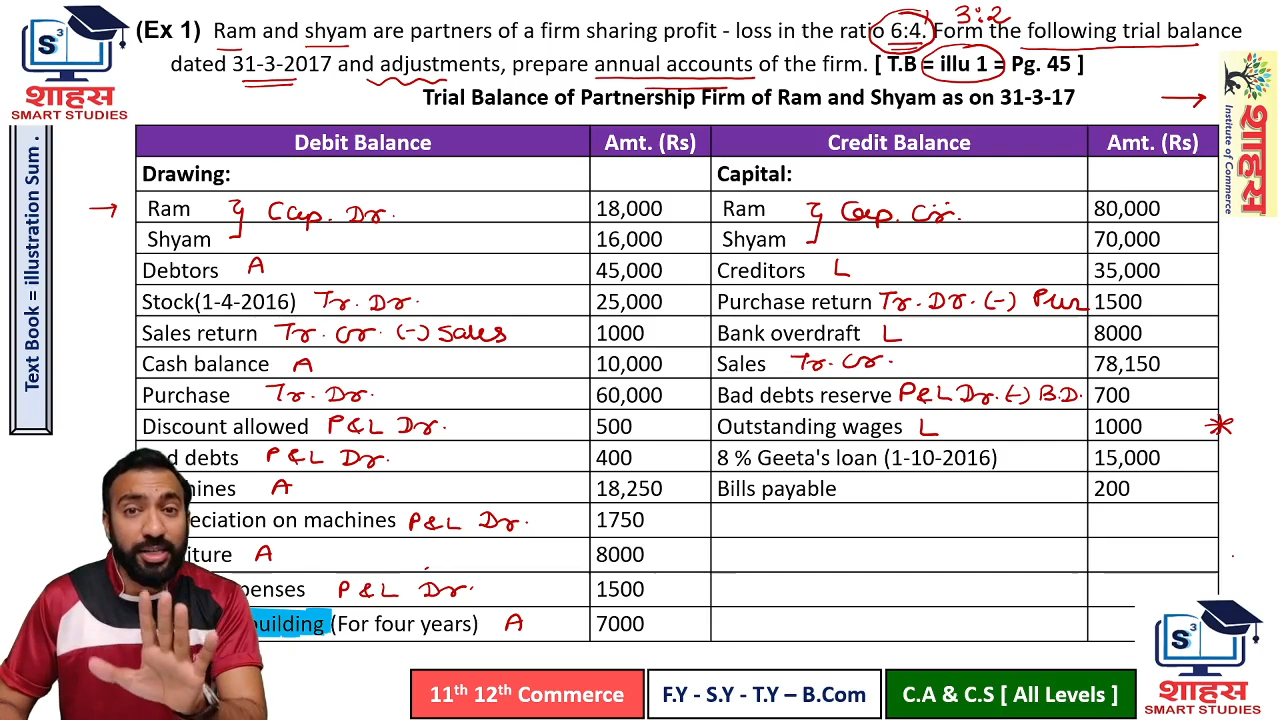 (Ex 1) Ram and shyam are partners of a firm sharing profit - loss in the ratio 6:4. Form the following trial balance
3:2
dated 31-3-2017 and adjustments, prepare annual accounts of the firm. [ T.B = illu 1 = Pg. 45 ]
Trial Balance of Partnership Firm of Ram and Shyam as on 31-3-17
S³
शाहस
SMART STUDIES
शाहस
Institute of Commerce
Text Book = illustration Sum .
Debit Balance Amt. (Rs) Credit Balance Amt. (Rs)
Drawing: Capital:
Ram Cap. Dr. 18,000 Ram Cap. Cr. 80,000
Shyam 16,000 Shyam 70,000
Debtors A 45,000 Creditors L 35,000
Stock(1-4-2016) Tr. Dr. 25,000 Purchase return Tr. Dr. (-) Pur 1500
Sales return Tr. Cr. (-) Sales 1000 Bank overdraft L 8000
Cash balance A 10,000 Sales Tr. Cr. 78,150
Purchase Tr. Dr. 60,000 Bad debts reserve P&L Dr. (-) B.D. 700
Discount allowed P&L Dr. 500 Outstanding wages L 1000 *
d debts P&L Dr. 400 8 % Geeta's loan (1-10-2016) 15,000
hines A 18,250 Bills payable 200
eciation on machines P&L Dr. 1750
iture A 8000
penses P&L Dr. 1500
building (For four years) A 7000
11th 12th Commerce F.Y - S.Y - T.Y – B.Com C.A & C.S [ All Levels ]
S³
शाहस
SMART STUDIES